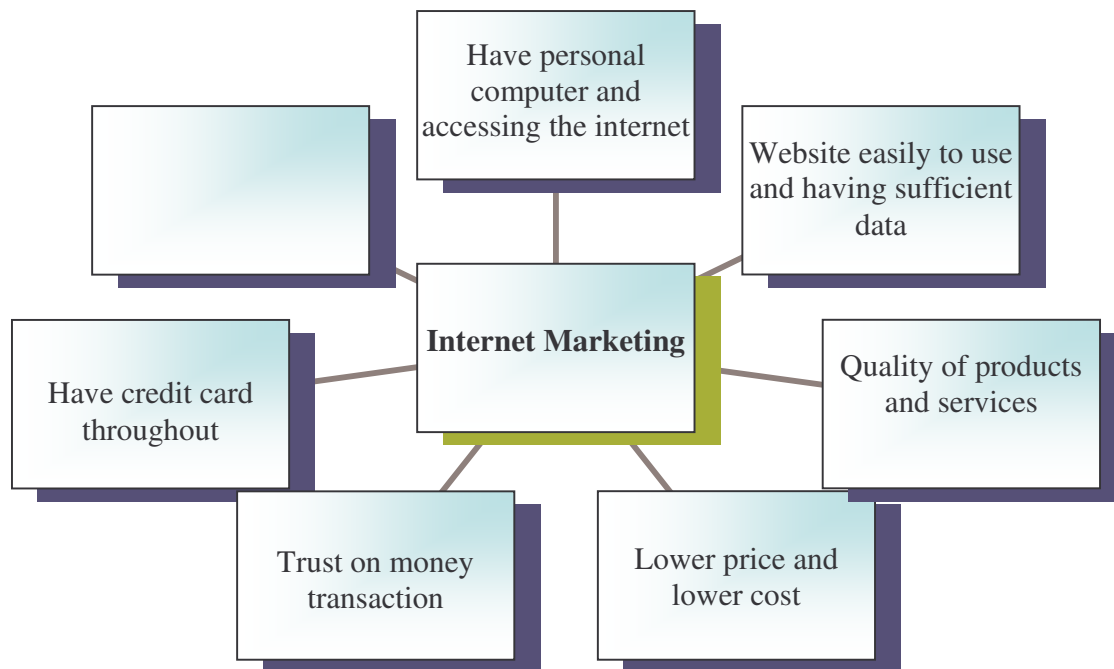 Have personal
computer and
accessing the internet
Website easily to use
and having sufficient
data
Internet Marketing
Quality of products
and services
Have credit card
throughout
Trust on money
transaction
Lower price and
lower cost